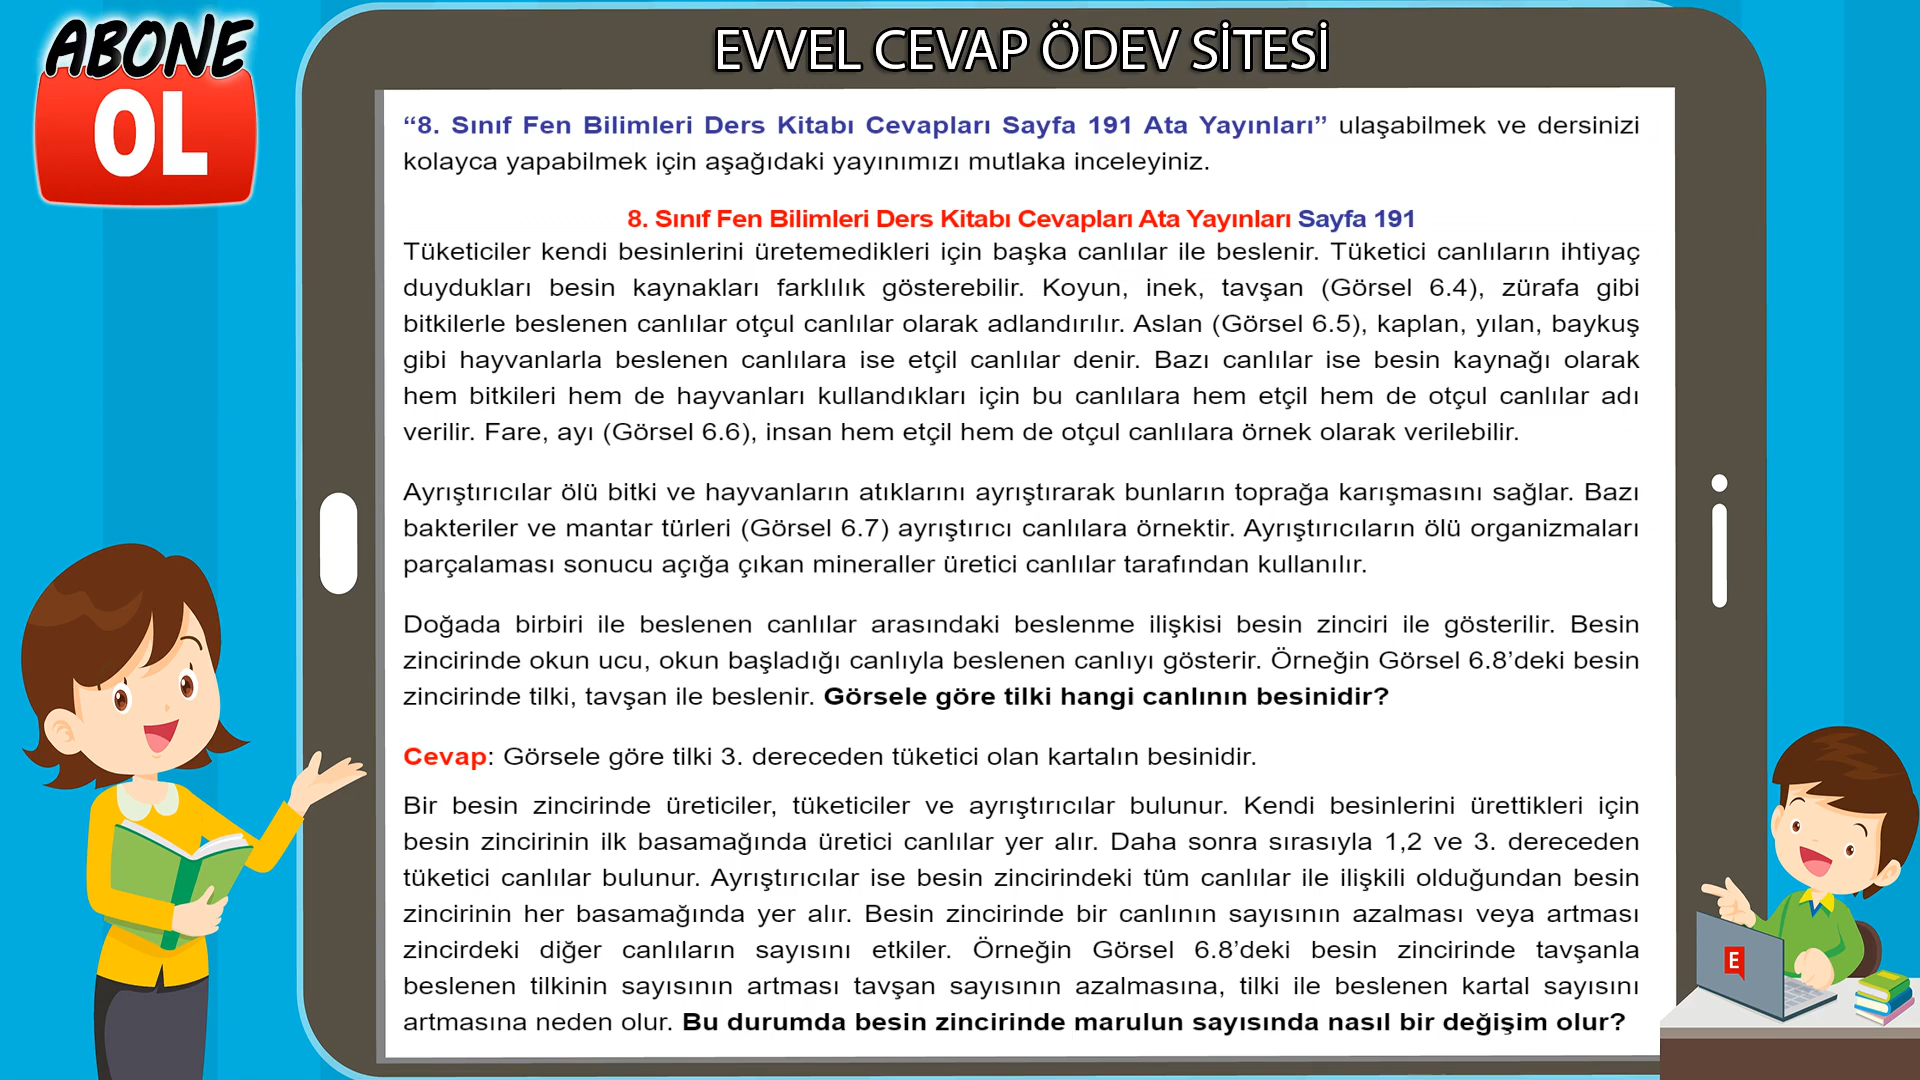 ABONE
OL
EVVEL CEVAP ÖDEV SİTESİ
“8. Sınıf Fen Bilimleri Ders Kitabı Cevapları Sayfa 191 Ata Yayınları” ulaşabilmek ve dersinizi
kolayca yapabilmek için aşağıdaki yayınımızı mutlaka inceleyiniz.
8. Sınıf Fen Bilimleri Ders Kitabı Cevapları Ata Yayınları Sayfa 191
Tüketiciler kendi besinlerini üretemedikleri için başka canlılar ile beslenir. Tüketici canlıların ihtiyaç
duydukları besin kaynakları farklılık gösterebilir. Koyun, inek, tavşan (Görsel 6.4), zürafa gibi
bitkilerle beslenen canlılar otçul canlılar olarak adlandırılır. Aslan (Görsel 6.5), kaplan, yılan, baykuş
gibi hayvanlarla beslenen canlılara ise etçil canlılar denir. Bazı canlılar ise besin kaynağı olarak
hem bitkileri hem de hayvanları kullandıkları için bu canlılara hem etçil hem de otçul canlılar adı
verilir. Fare, ayı (Görsel 6.6), insan hem etçil hem de otçul canlılara örnek olarak verilebilir.
Ayrıştırıcılar ölü bitki ve hayvanların atıklarını ayrıştırarak bunların toprağa karışmasını sağlar. Bazı
bakteriler ve mantar türleri (Görsel 6.7) ayrıştırıcı canlılara örnektir. Ayrıştırıcıların ölü organizmaları
parçalaması sonucu açığa çıkan mineraller üretici canlılar tarafından kullanılır.
Doğada birbiri ile beslenen canlılar arasındaki beslenme ilişkisi besin zinciri ile gösterilir. Besin
zincirinde okun ucu, okun başladığı canlıyla beslenen canlıyı gösterir. Örneğin Görsel 6.8’deki besin
zincirinde tilki, tavşan ile beslenir. Görsele göre tilki hangi canlının besinidir?
Cevap: Görsele göre tilki 3. dereceden tüketici olan kartalın besinidir.
Bir besin zincirinde üreticiler, tüketiciler ve ayrıştırıcılar bulunur. Kendi besinlerini ürettikleri için
besin zincirinin ilk basamağında üretici canlılar yer alır. Daha sonra sırasıyla 1,2 ve 3. dereceden
tüketici canlılar bulunur. Ayrıştırıcılar ise besin zincirindeki tüm canlılar ile ilişkili olduğundan besin
zincirinin her basamağında yer alır. Besin zincirinde bir canlının sayısının azalması veya artması
zincirdeki diğer canlıların sayısını etkiler. Örneğin Görsel 6.8’deki besin zincirinde tavşanla
beslenen tilkinin sayısının artması tavşan sayısının azalmasına, tilki ile beslenen kartal sayısını
artmasına neden olur. Bu durumda besin zincirinde marulun sayısında nasıl bir değişim olur?
E